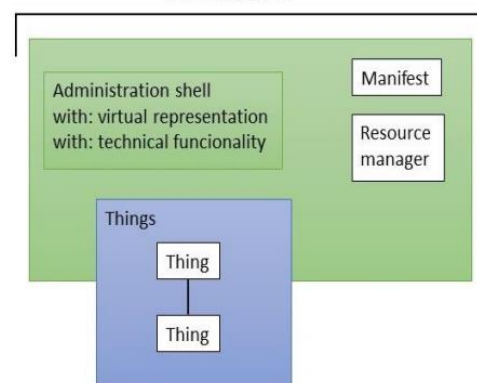 Administration shell
with: virtual representation
with: technical funcionality
Manifest
Resource
manager
Things
Thing
Thing